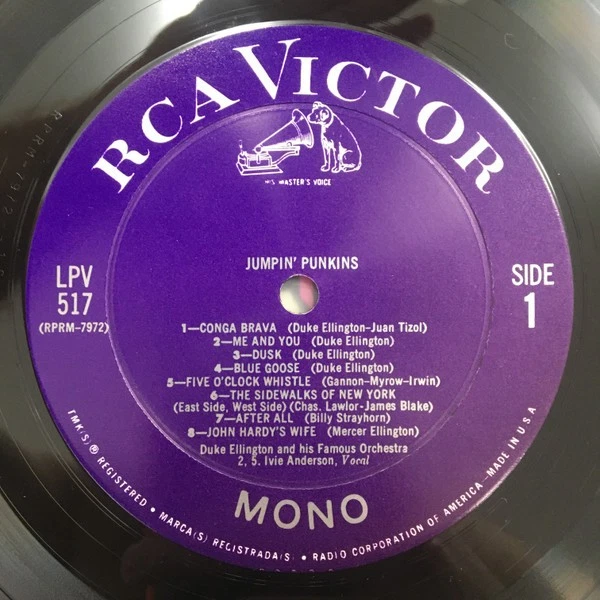 RCA VICTOR
HIS MASTER'S VOICE
JUMPIN' PUNKINS
LPV
517
(RPRM-7972)
SIDE
1
1—CONGA BRAVA (Duke Ellington-Juan Tizol)
2—ME AND YOU (Duke Ellington)
3—DUSK (Duke Ellington)
4—BLUE GOOSE (Duke Ellington)
5—FIVE O'CLOCK WHISTLE (Gannon-Myrow-Irwin)
6—THE SIDEWALKS OF NEW YORK
(East Side, West Side) (Chas. Lawlor-James Blake)
7—AFTER ALL (Billy Strayhorn)
8—JOHN HARDY'S WIFE (Mercer Ellington)
Duke Ellington and his Famous Orchestra
2, 5. Ivie Anderson, Vocal
MONO
TMK(S) ® REGISTERED • MARCA(S) REGISTRADA(S) • RADIO CORPORATION OF AMERICA-MADE IN U.S.A